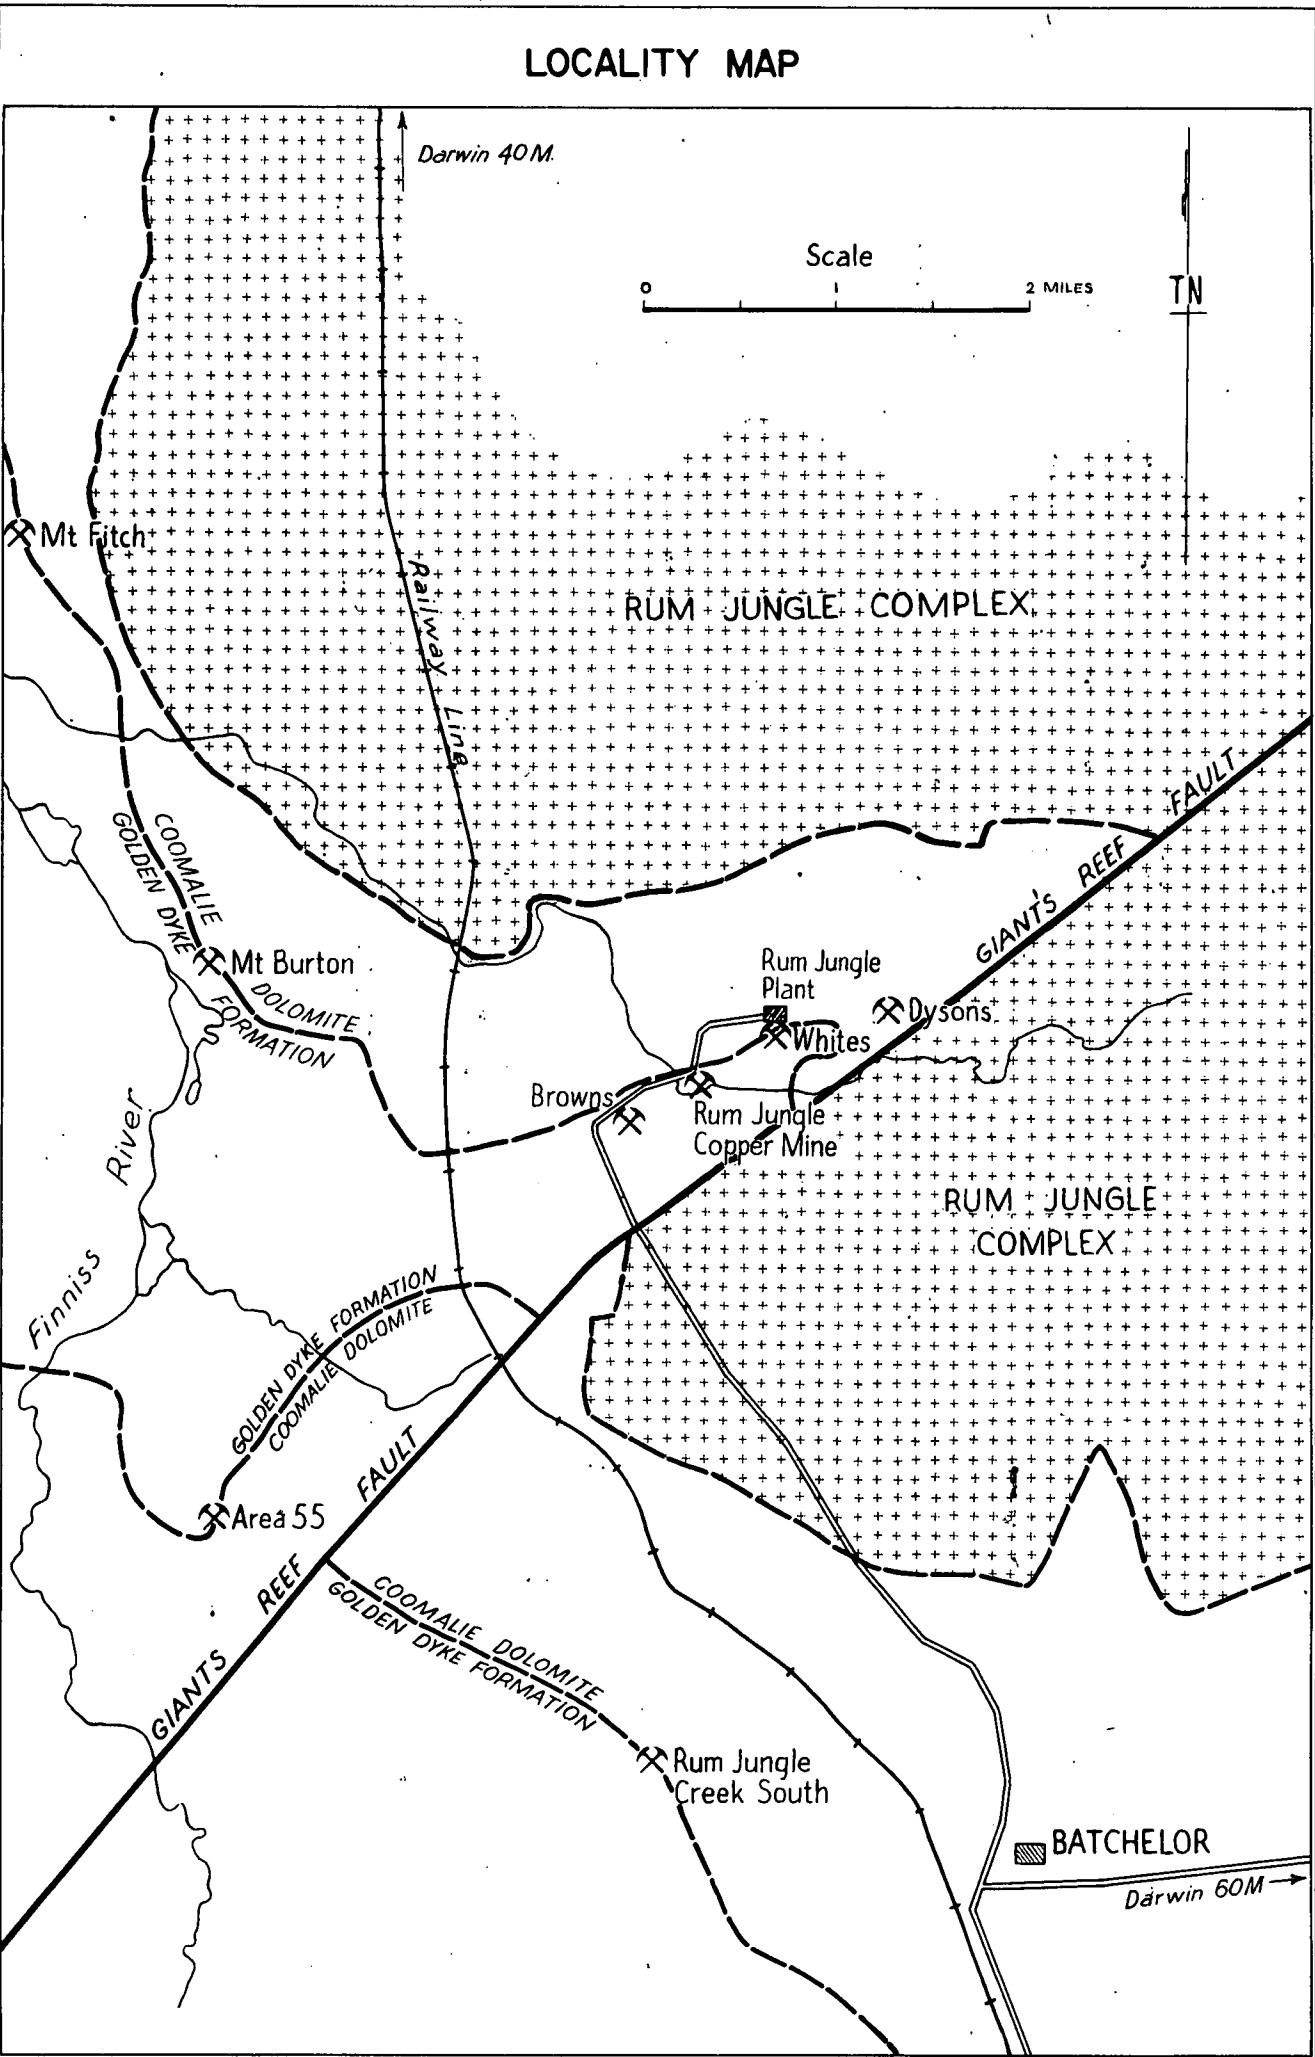 LOCALITY MAP
Darwin 40M.
Scale
0 1 2 MILES
TN
Mt Fitch
Railway Line
RUM JUNGLE COMPLEX
GIANT'S REEF FAULT
COOMALIE
GOLDEN DYKE
Mt Burton
DOLOMITE
FORMATION
Rum Jungle
Plant
Dysons
Whites
Browns
Rum Jungle
Copper Mine
RUM JUNGLE
COMPLEX
Finniss River
GOLDEN DYKE FORMATION
COOMALIE DOLOMITE
Area 55
GIANTS REEF FAULT
COOMALIE DOLOMITE
GOLDEN DYKE FORMATION
Rum Jungle
Creek South
BATCHELOR
Darwin 60M